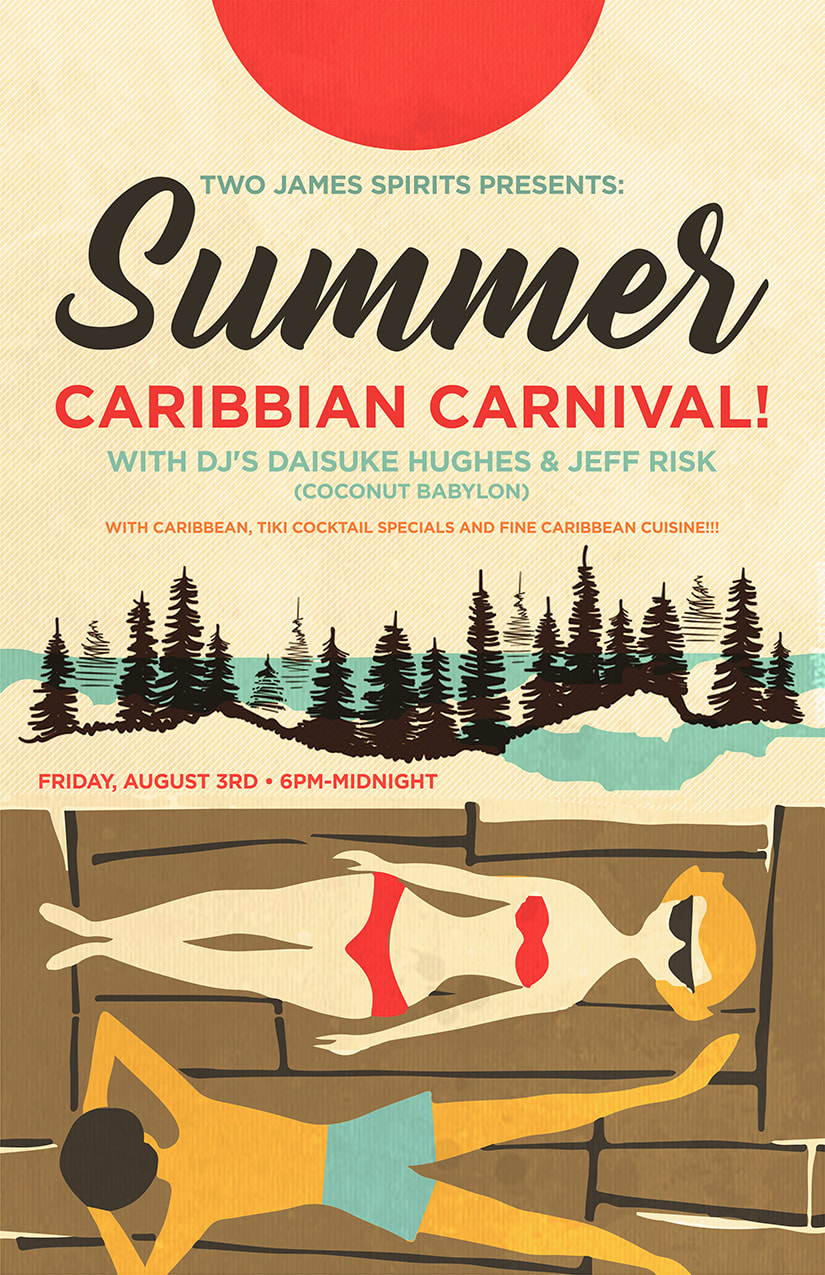 TWO JAMES SPIRITS PRESENTS:
Summer
CARIBBIAN CARNIVAL!
WITH DJ'S DAISUKE HUGHES & JEFF RISK
(COCONUT BABYLON)
WITH CARIBBEAN, TIKI COCKTAIL SPECIALS AND FINE CARIBBEAN CUISINE!!!
FRIDAY, AUGUST 3RD • 6PM-MIDNIGHT